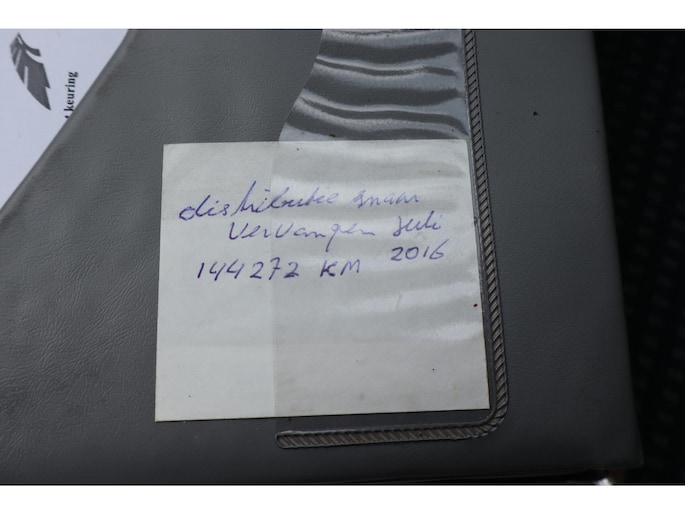 keuring
distributie snaar
vervangen Juli
144272 KM 2016